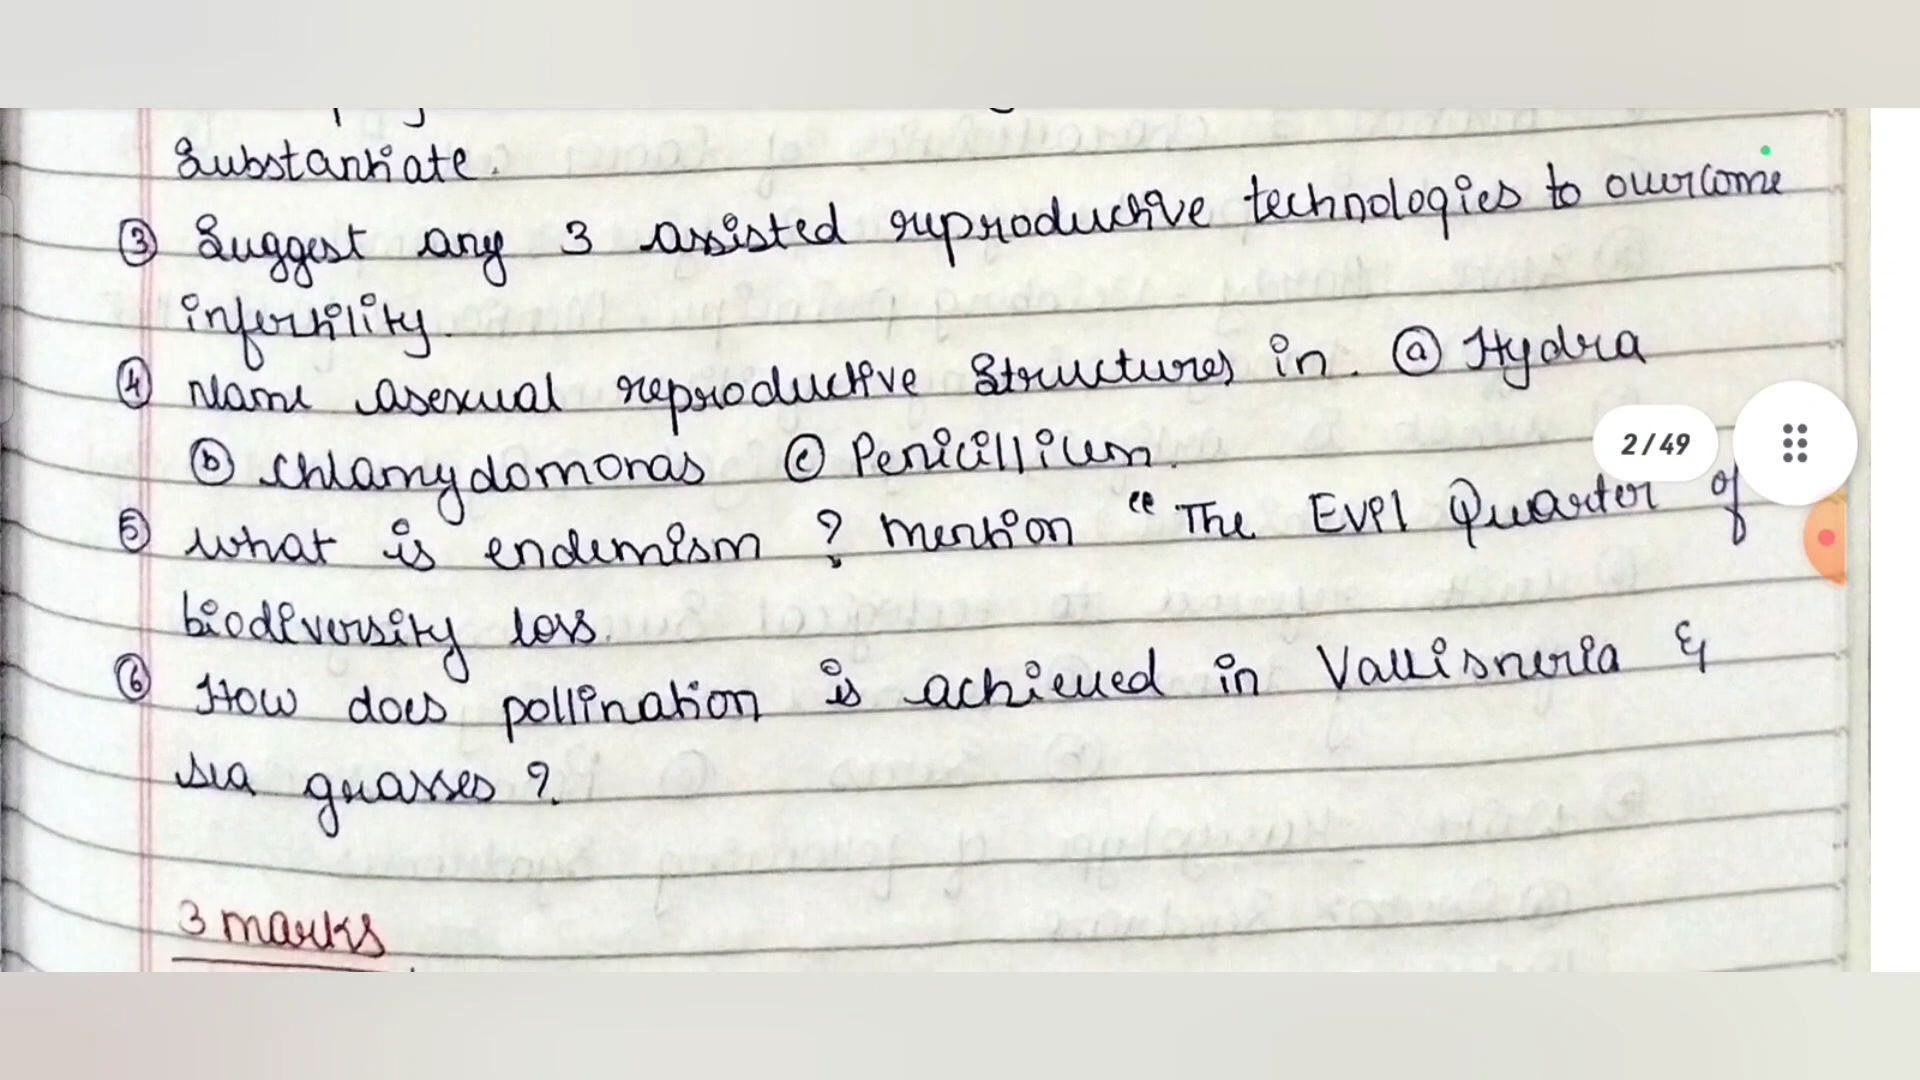 Substantiate.
③ Suggest any 3 assisted reproductive technologies to overcome
infertility.
④ Name asexual reproductive structures in. ⓐ Hydra
ⓑ Chlamydomonas ⓒ Penicillium.
2/49
⑤ What is endemism ? Mention “ The Evil Quarter of
biodiversity loss.
⑥ How does pollination is achieved in Vallisneria &
sea grasses ?
3 marks